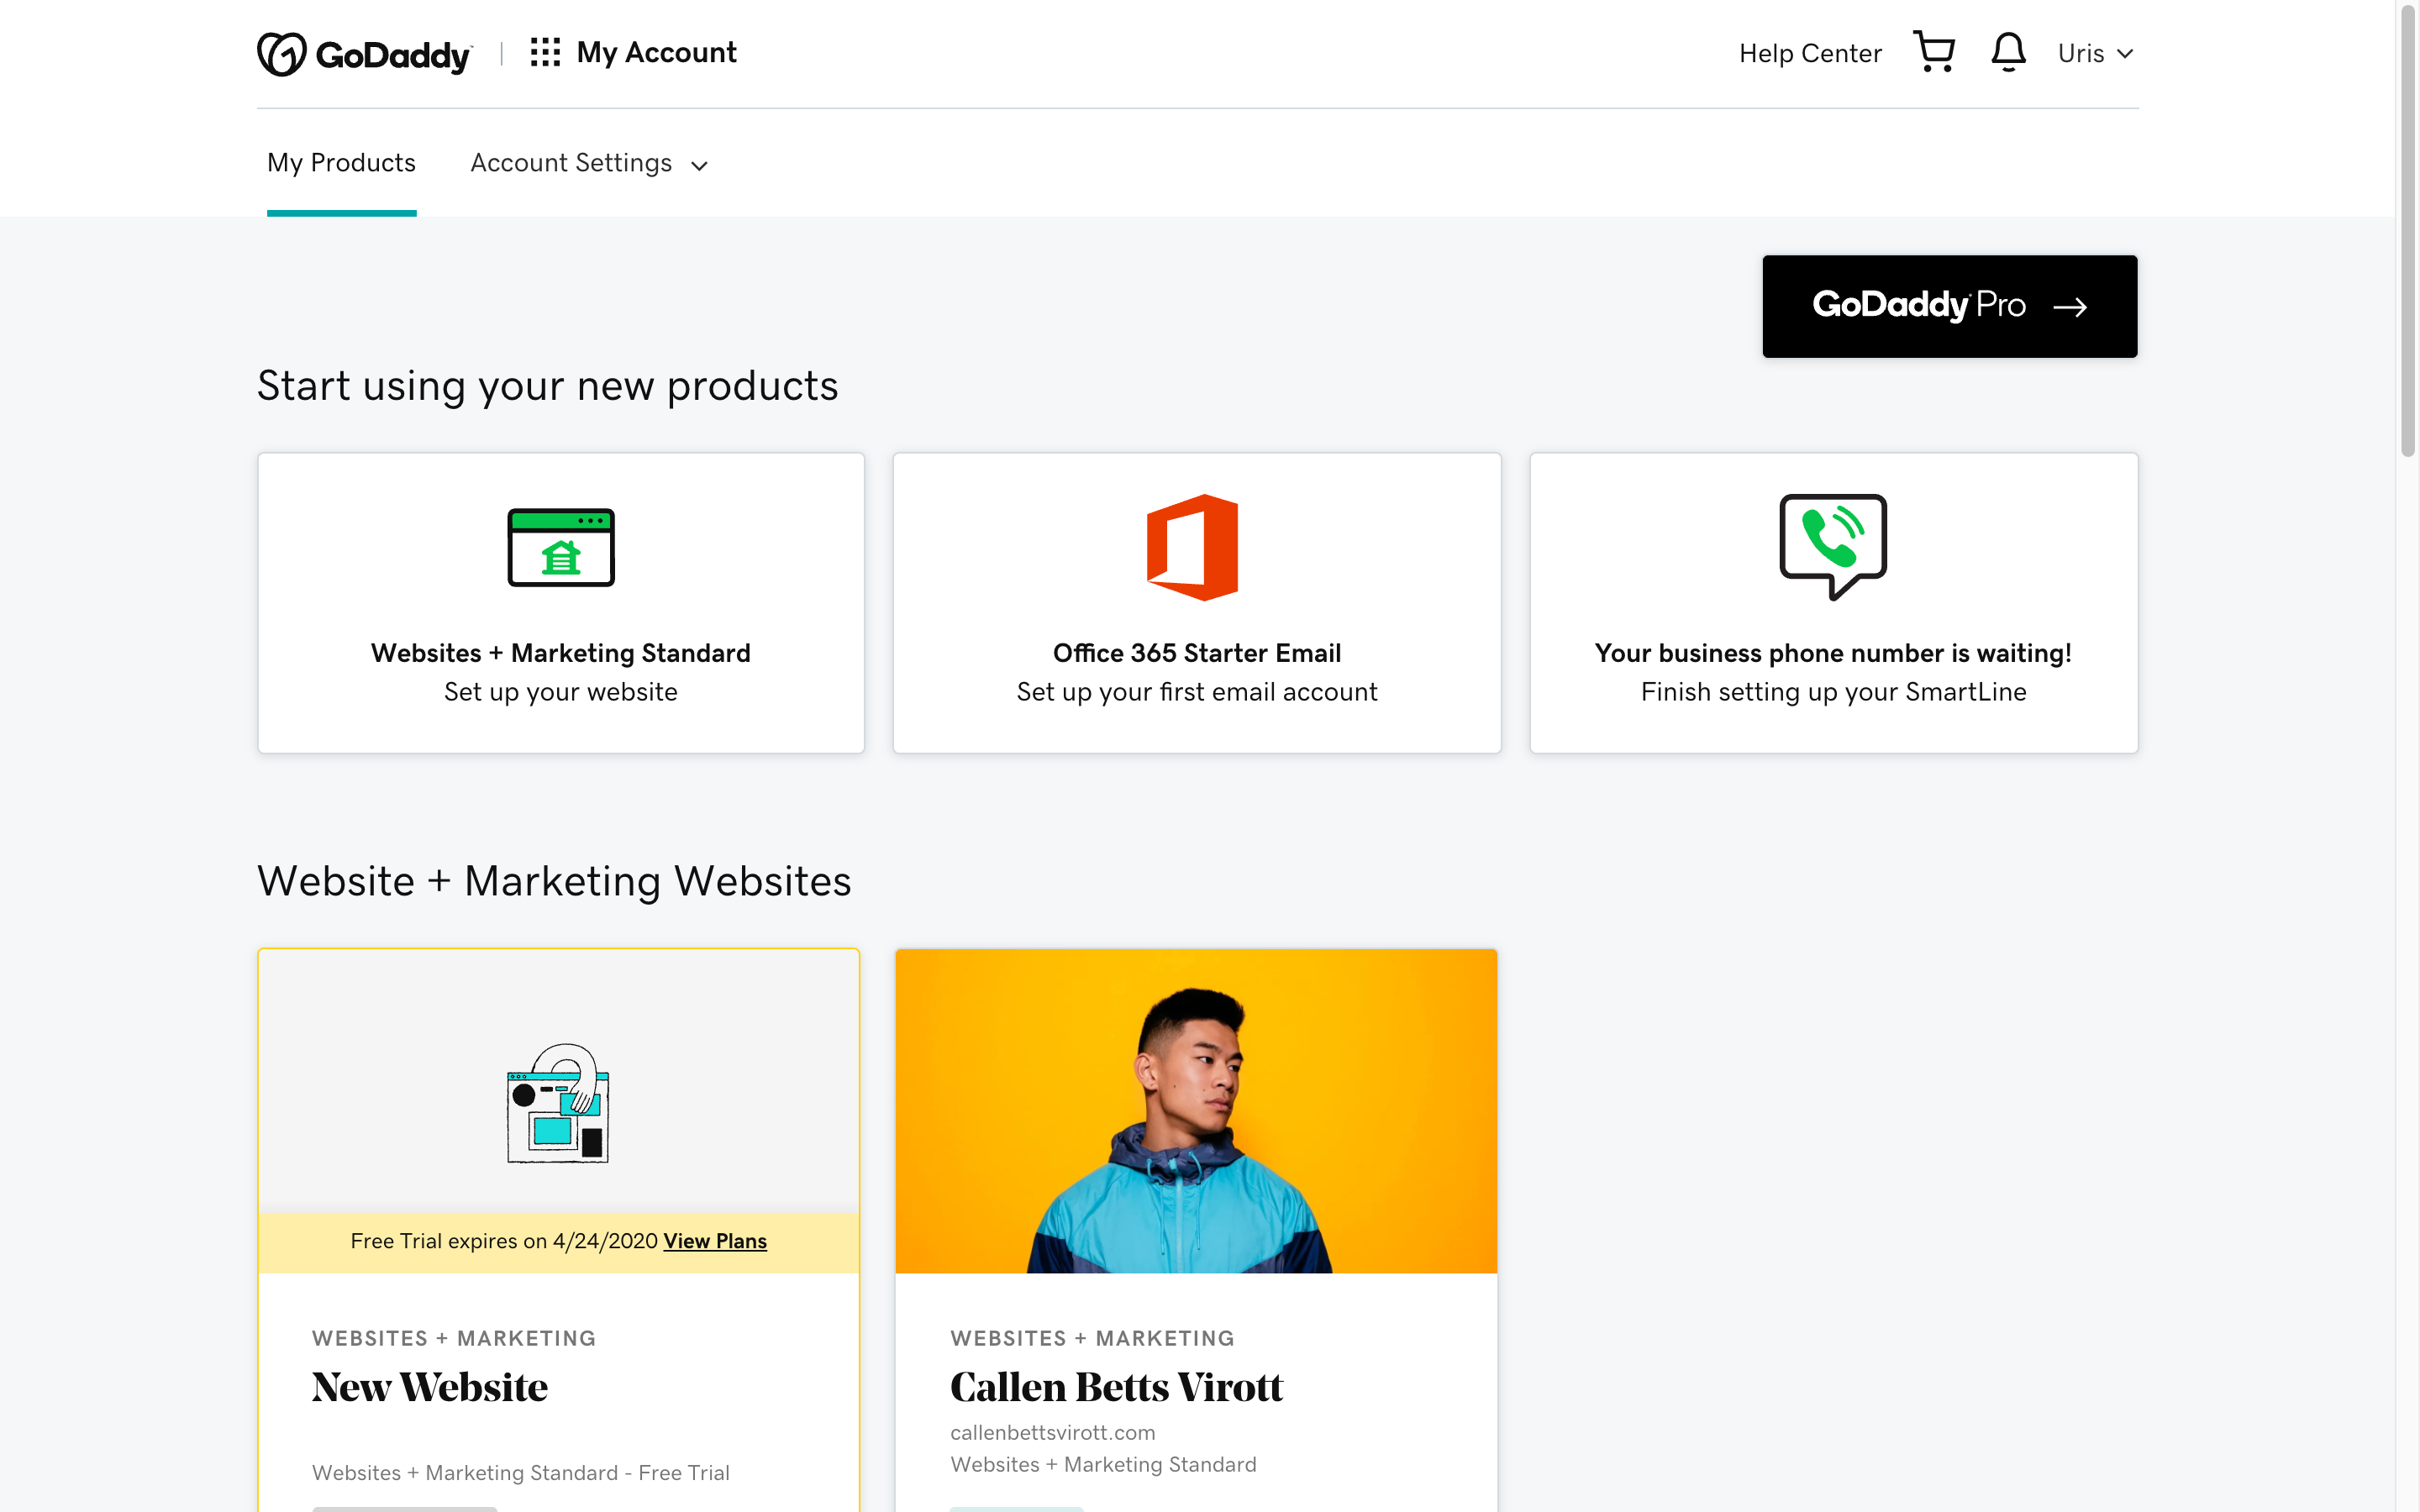 GoDaddy
My Account
Help Center
Uris
My Products
Account Settings
GoDaddy Pro
Start using your new products
Websites + Marketing Standard
Set up your website
Office 365 Starter Email
Set up your first email account
Your business phone number is waiting!
Finish setting up your SmartLine
Website + Marketing Websites
Free Trial expires on 4/24/2020 View Plans
WEBSITES + MARKETING
New Website
Websites + Marketing Standard - Free Trial
WEBSITES + MARKETING
Callen Betts Virott
callenbettsvirott.com
Websites + Marketing Standard